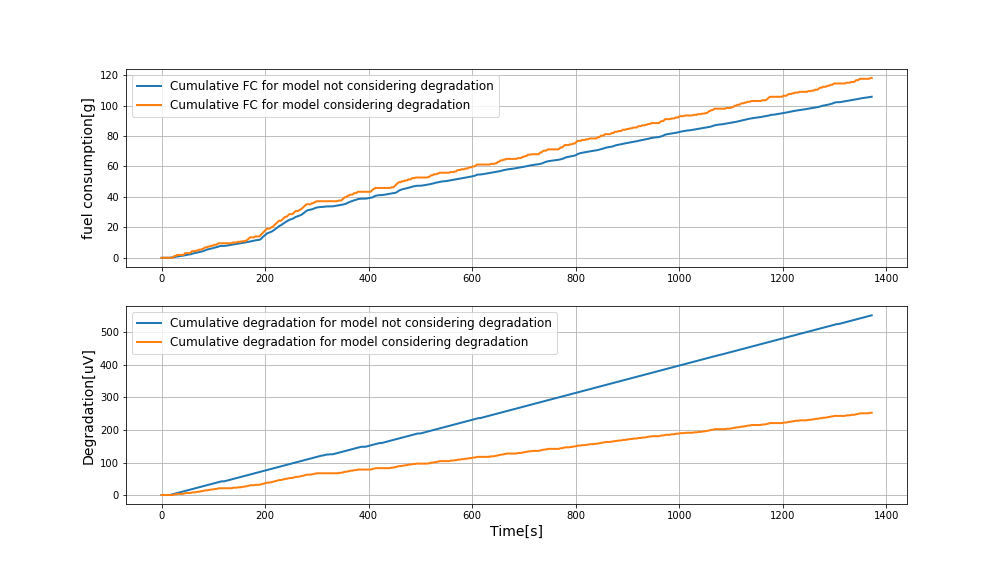 120
100
80
60
40
20
0
fuel consumption[g]
Cumulative FC for model not considering degradation
Cumulative FC for model considering degradation
0 200 400 600 800 1000 1200 1400
500
400
300
200
100
0
Degradation[uV]
Cumulative degradation for model not considering degradation
Cumulative degradation for model considering degradation
0 200 400 600 800 1000 1200 1400
Time[s]